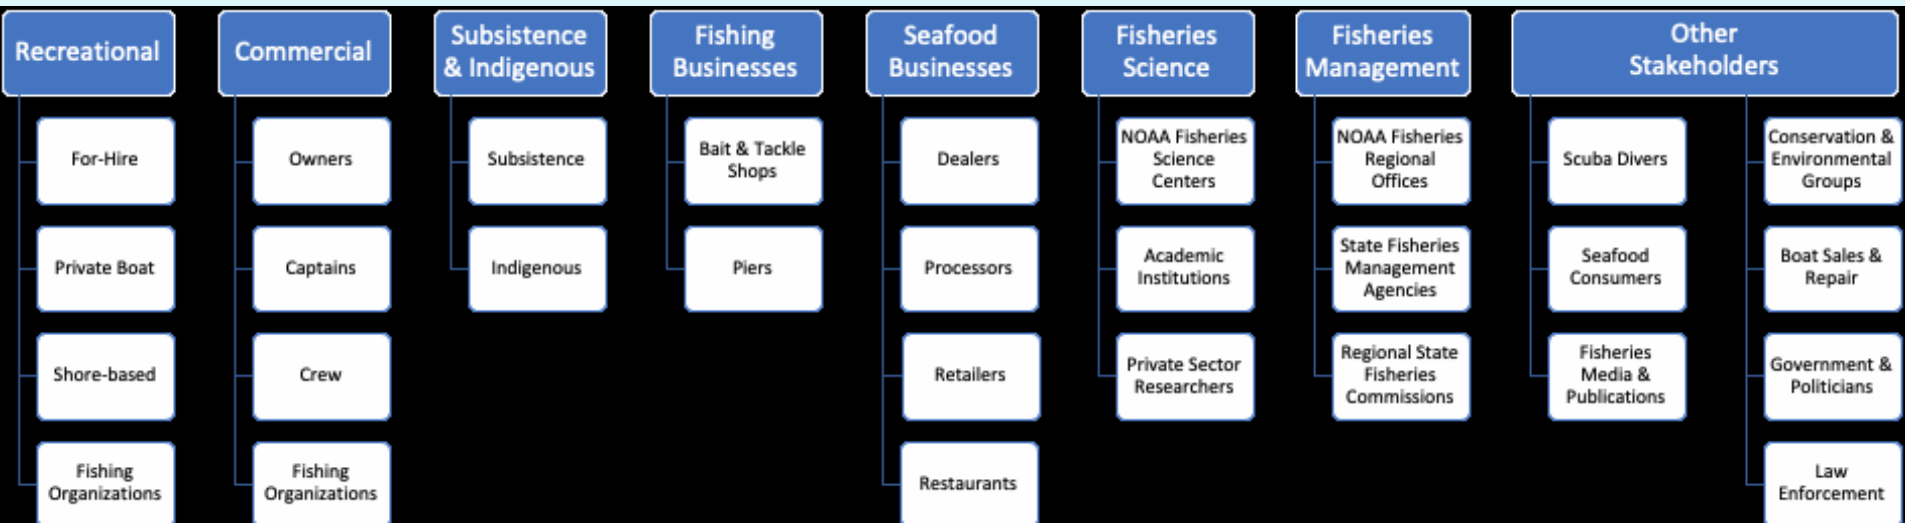 Recreational
For-Hire
Private Boat
Shore-based
Fishing
Organizations
Commercial
Owners
Captains
Crew
Fishing
Organizations
Subsistence
& Indigenous
Subsistence
Indigenous
Fishing
Businesses
Bait & Tackle
Shops
Piers
Seafood
Businesses
Dealers
Processors
Retailers
Restaurants
Fisheries
Science
NOAA Fisheries
Science
Centers
Academic
Institutions
Private Sector
Researchers
Fisheries
Management
NOAA Fisheries
Regional
Offices
State Fisheries
Management
Agencies
Regional State
Fisheries
Commissions
Other
Stakeholders
Scuba Divers
Seafood
Consumers
Fisheries
Media &
Publications
Conservation &
Environmental
Groups
Boat Sales &
Repair
Government &
Politicians
Law
Enforcement